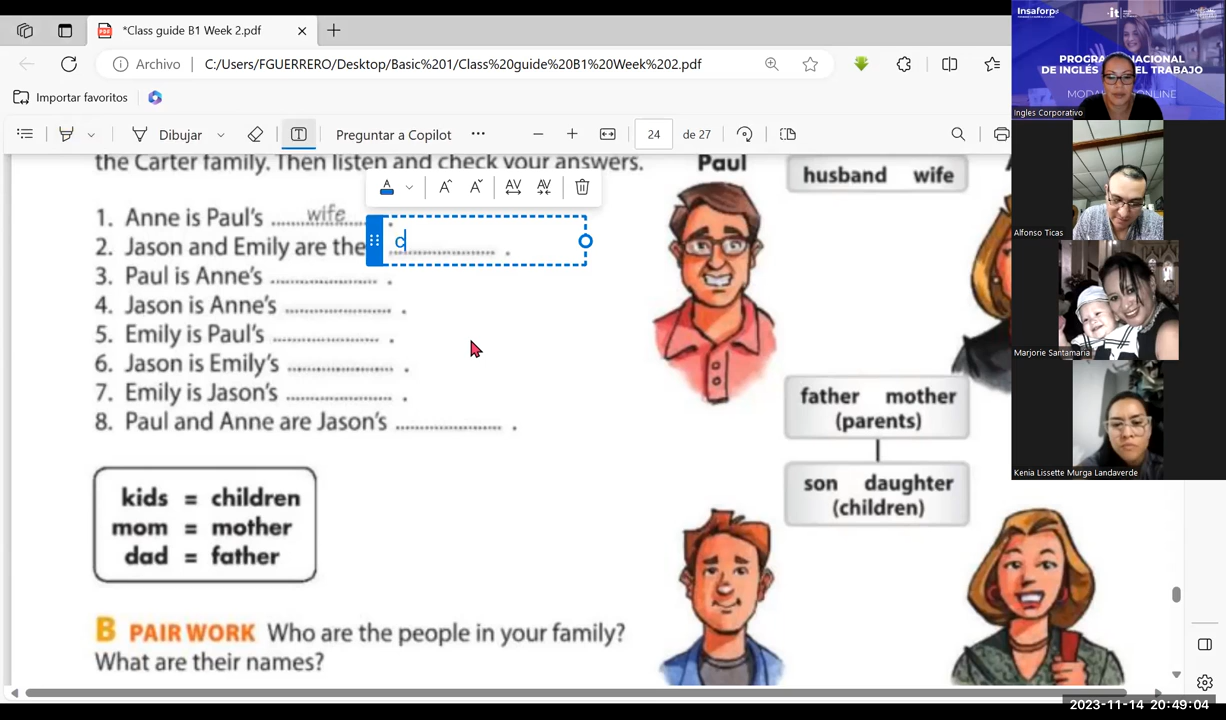 *Class guide B1 Week 2.pdf
Archivo
C:/Users/FGUERRERO/Desktop/Basic%201/Class%20guide%20B1%20Week%202.pdf
Importar favoritos
Dibujar
Preguntar a Copilot
24
de 27
the Carter family. Then listen and check your answers.
1. Anne is Paul's ....wife....
2. Jason and Emily are the c .................... .
3. Paul is Anne's .................... .
4. Jason is Anne's .................... .
5. Emily is Paul's .................... .
6. Jason is Emily's .................... .
7. Emily is Jason's .................... .
8. Paul and Anne are Jason's .................... .
kids = children
mom = mother
dad = father
B PAIR WORK Who are the people in your family?
What are their names?
Paul
husband wife
father mother
(parents)
son daughter
(children)
Insaforp
it
MODA ONLINE
Ingles Corporativo
Alfonso Ticas
Marjorie Santamaria
Kenia Lissette Murga Landaverde
2023-11-14 20:49:04